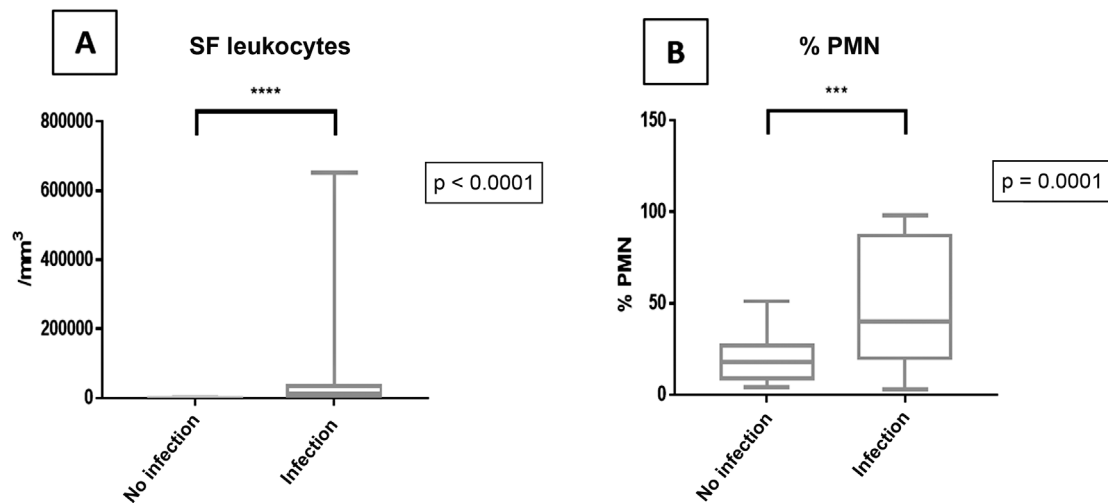 A
SF leukocytes
****
800000
600000
400000
200000
0
/mm³
p < 0.0001
No infection
Infection
B
% PMN
***
150
100
50
0
% PMN
p = 0.0001
No infection
Infection